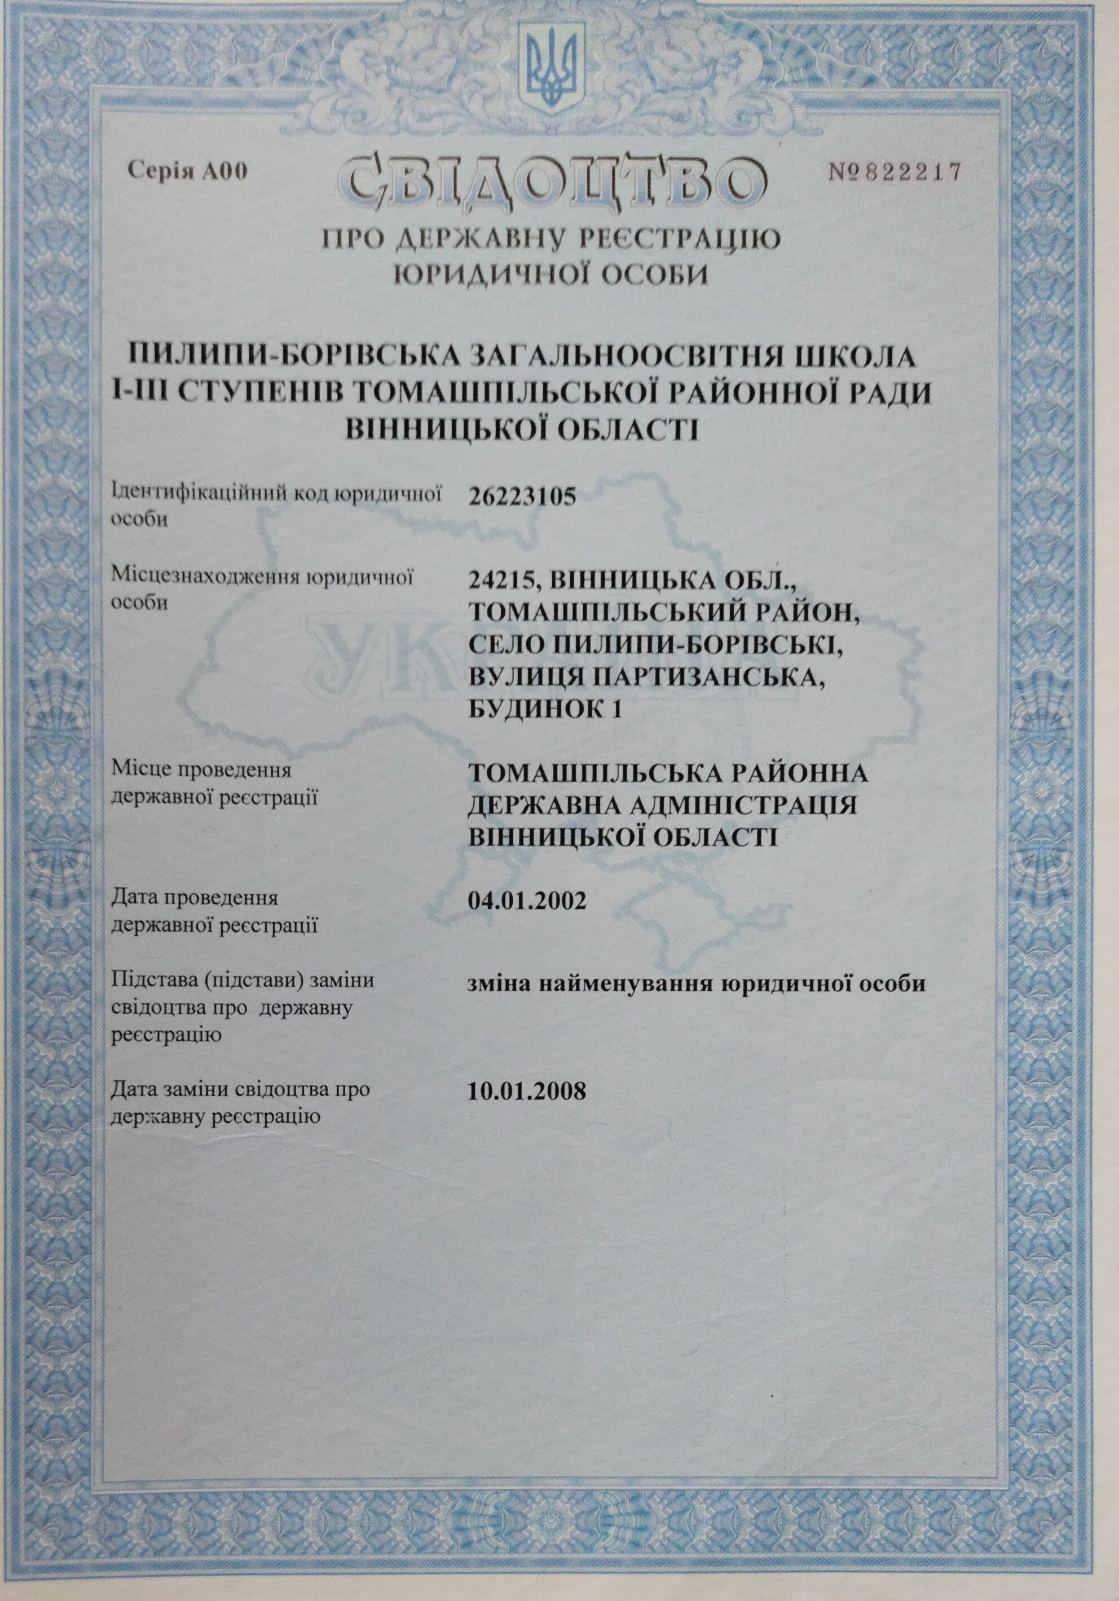 Серія А00
СВІДОЦТВО
№822217
ПРО ДЕРЖАВНУ РЕЄСТРАЦІЮ
ЮРИДИЧНОЇ ОСОБИ
ПИЛИПИ-БОРІВСЬКА ЗАГАЛЬНООСВІТНЯ ШКОЛА
І-ІІІ СТУПЕНІВ ТОМАШПІЛЬСЬКОЇ РАЙОННОЇ РАДИ
ВІННИЦЬКОЇ ОБЛАСТІ
Ідентифікаційний код юридичної
особи
26223105
Місцезнаходження юридичної
особи
24215, ВІННИЦЬКА ОБЛ.,
ТОМАШПІЛЬСЬКИЙ РАЙОН,
СЕЛО ПИЛИПИ-БОРІВСЬКІ,
ВУЛИЦЯ ПАРТИЗАНСЬКА,
БУДИНОК 1
Місце проведення
державної реєстрації
ТОМАШПІЛЬСЬКА РАЙОННА
ДЕРЖАВНА АДМІНІСТРАЦІЯ
ВІННИЦЬКОЇ ОБЛАСТІ
Дата проведення
державної реєстрації
04.01.2002
Підстава (підстави) заміни
свідоцтва про державну
реєстрацію
зміна найменування юридичної особи
Дата заміни свідоцтва про
державну реєстрацію
10.01.2008